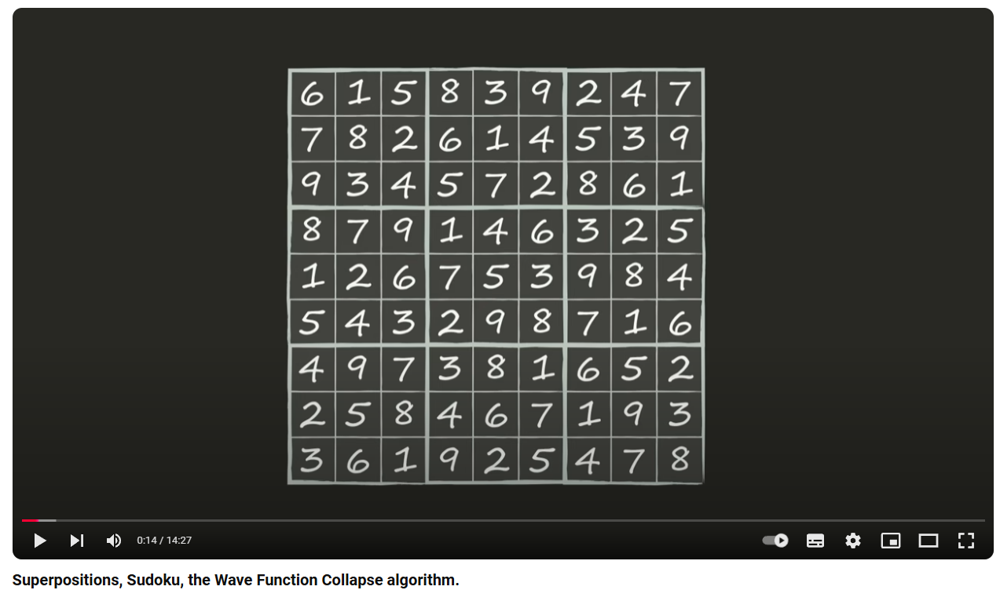 6 1 5 8 3 9 2 4 7
7 8 2 6 1 4 5 3 9
9 3 4 5 7 2 8 6 1
8 7 9 1 4 6 3 2 5
1 2 6 7 5 3 9 8 4
5 4 3 2 9 8 7 1 6
4 9 7 3 8 1 6 5 2
2 5 8 4 6 7 1 9 3
3 6 1 9 2 5 4 7 8
0:14 / 14:27
Superpositions, Sudoku, the Wave Function Collapse algorithm.